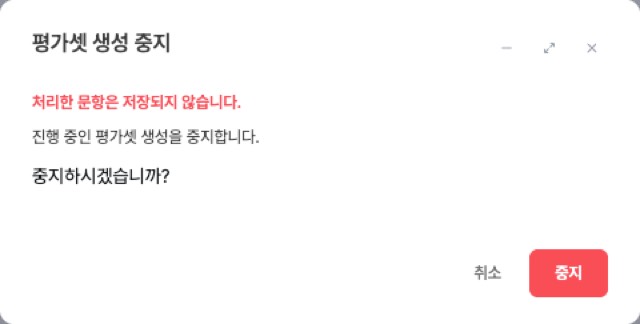 평가셋 생성 중지
처리한 문항은 저장되지 않습니다.
진행 중인 평가셋 생성을 중지합니다.
중지하시겠습니까?
취소
중지